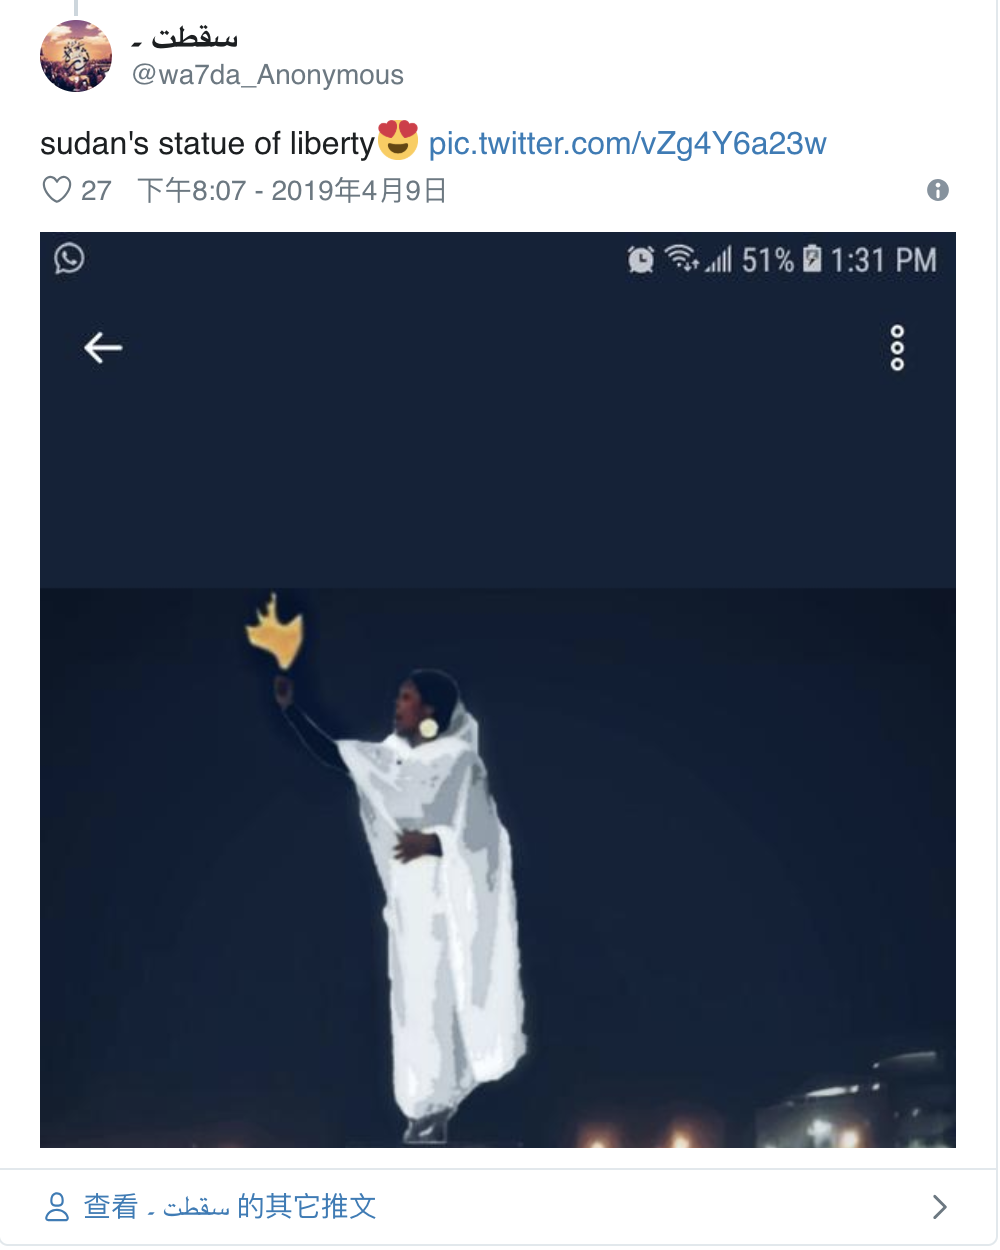 سقطت ۔
@wa7da_Anonymous
sudan's statue of liberty😍 pic.twitter.com/vZg4Y6a23w
27 下午8:07 - 2019年4月9日
51% 1:31 PM
查看 سقطت ۔ 的其它推文